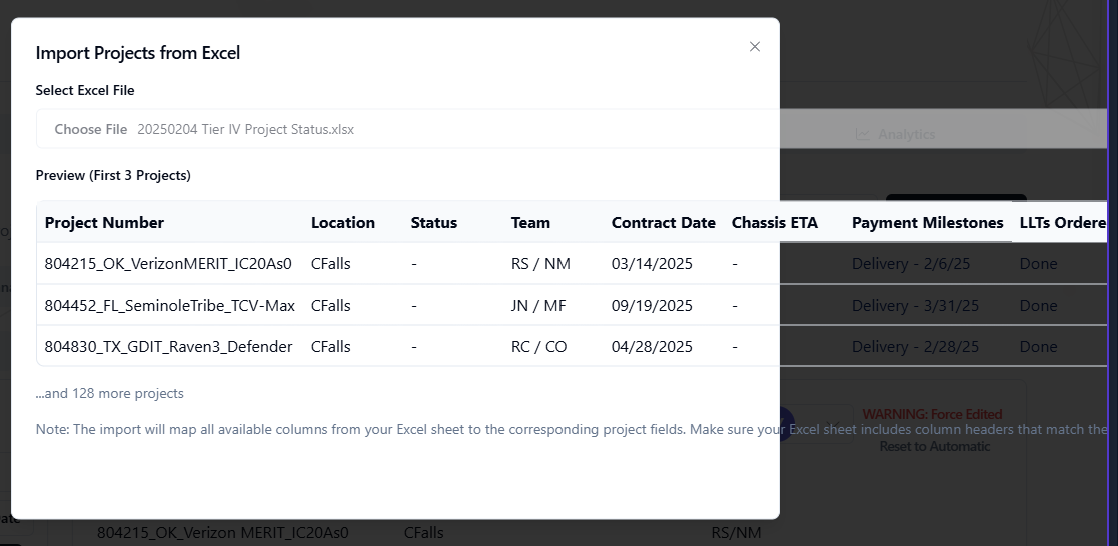 Import Projects from Excel
Select Excel File
Choose File 20250204 Tier IV Project Status.xlsx
Analytics
Preview (First 3 Projects)
Project Number Location Status Team Contract Date Chassis ETA Payment Milestones LLTs Ordere
804215_OK_VerizonMERIT_IC20As0 CFalls - RS / NM 03/14/2025 - Delivery - 2/6/25 Done
804452_FL_SeminoleTribe_TCV-Max CFalls - JN / MF 09/19/2025 - Delivery - 3/31/25 Done
804830_TX_GDIT_Raven3_Defender CFalls - RC / CO 04/28/2025 - Delivery - 2/28/25 Done
...and 128 more projects
WARNING: Force Edited
Note: The import will map all available columns from your Excel sheet to the corresponding project fields. Make sure your Excel sheet includes column headers that match the
Reset to Automatic
804215_OK_Verizon MERIT_IC20As0 CFalls RS/NM